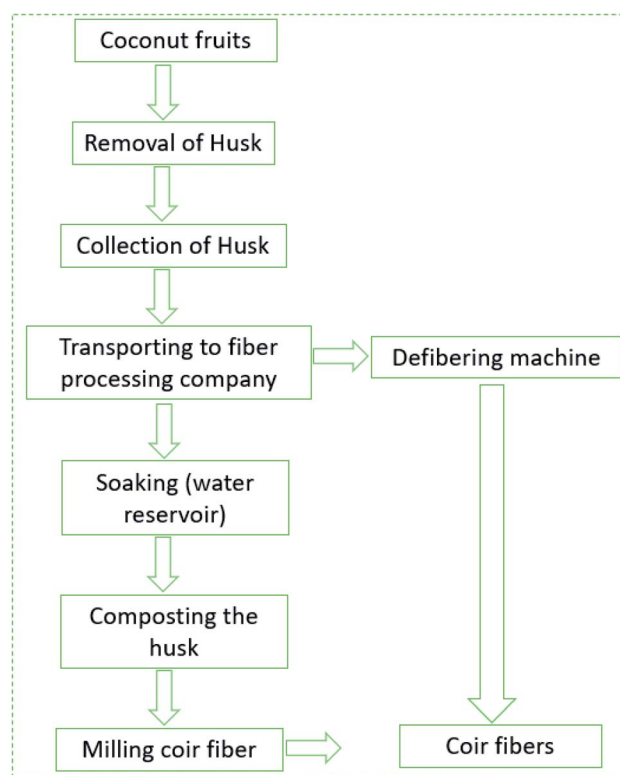 Coconut fruits
Removal of Husk
Collection of Husk
Transporting to fiber
processing company
Defibering machine
Soaking (water
reservoir)
Composting the
husk
Milling coir fiber
Coir fibers